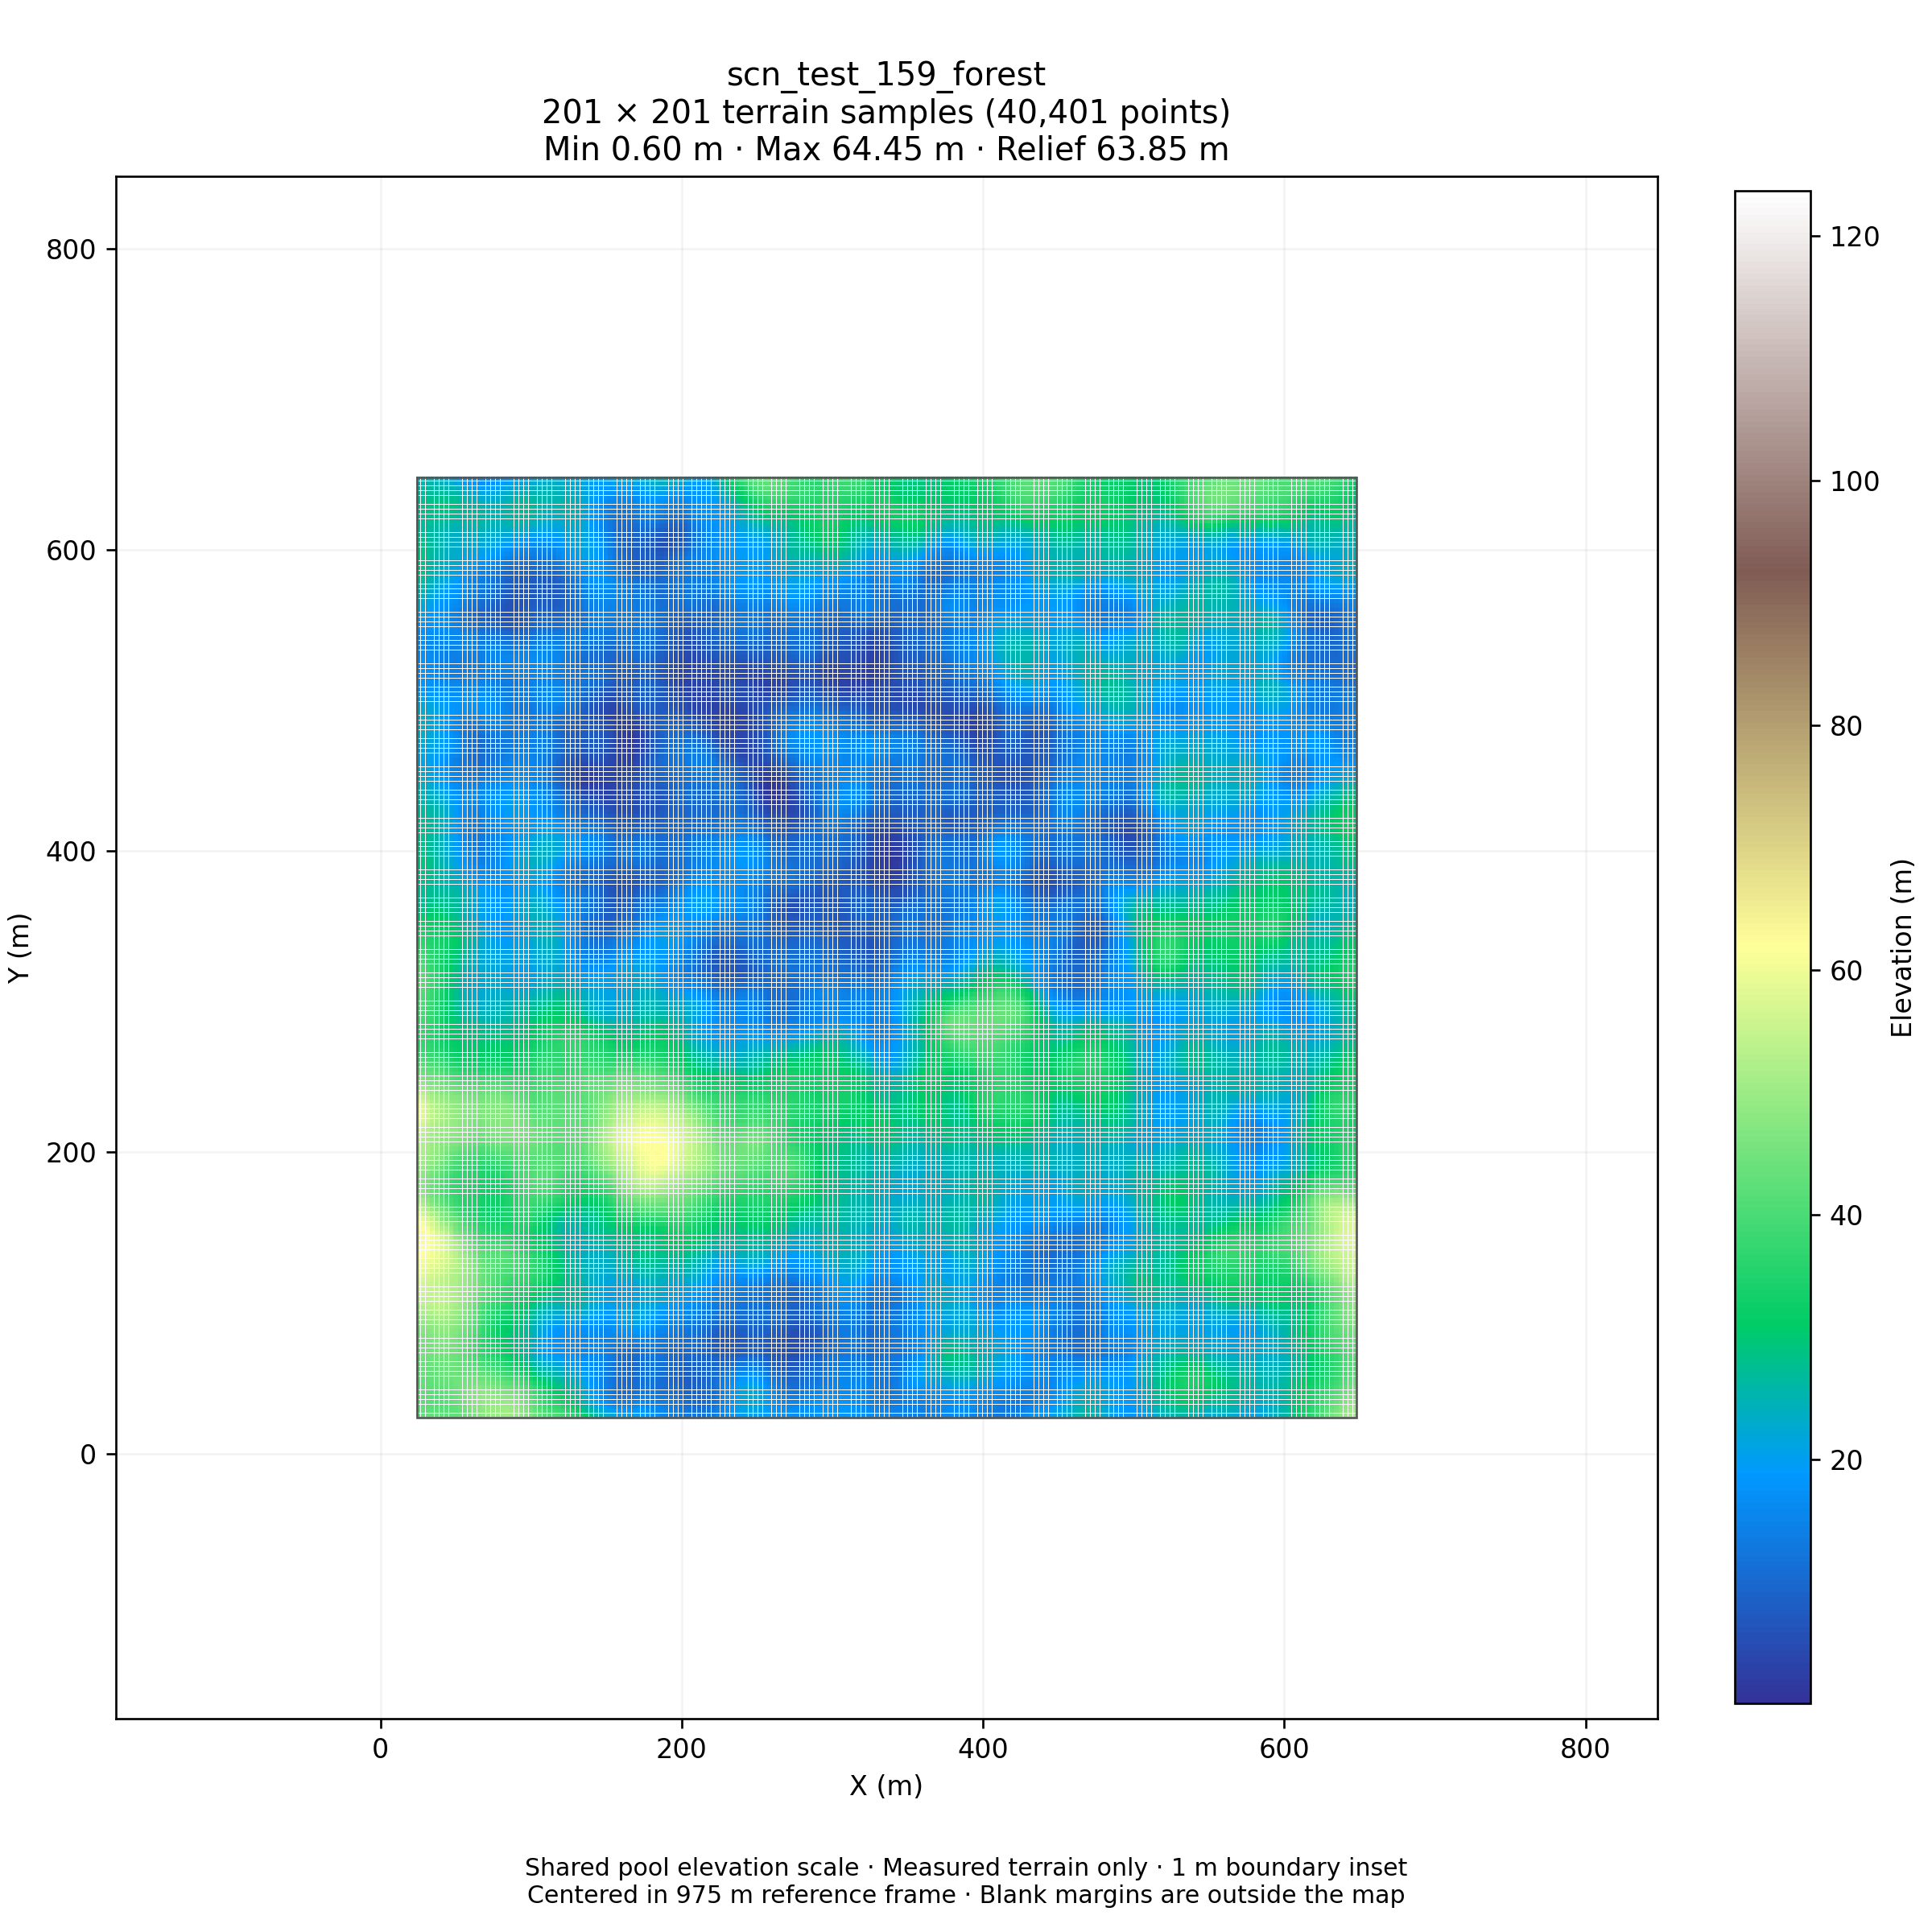 scn_test_159_forest
201 × 201 terrain samples (40,401 points)
Min 0.60 m · Max 64.45 m · Relief 63.85 m
800
600
400
200
0
Y (m)
0 200 400 600 800
X (m)
120
100
80
60
40
20
Elevation (m)
Shared pool elevation scale · Measured terrain only · 1 m boundary inset
Centered in 975 m reference frame · Blank margins are outside the map